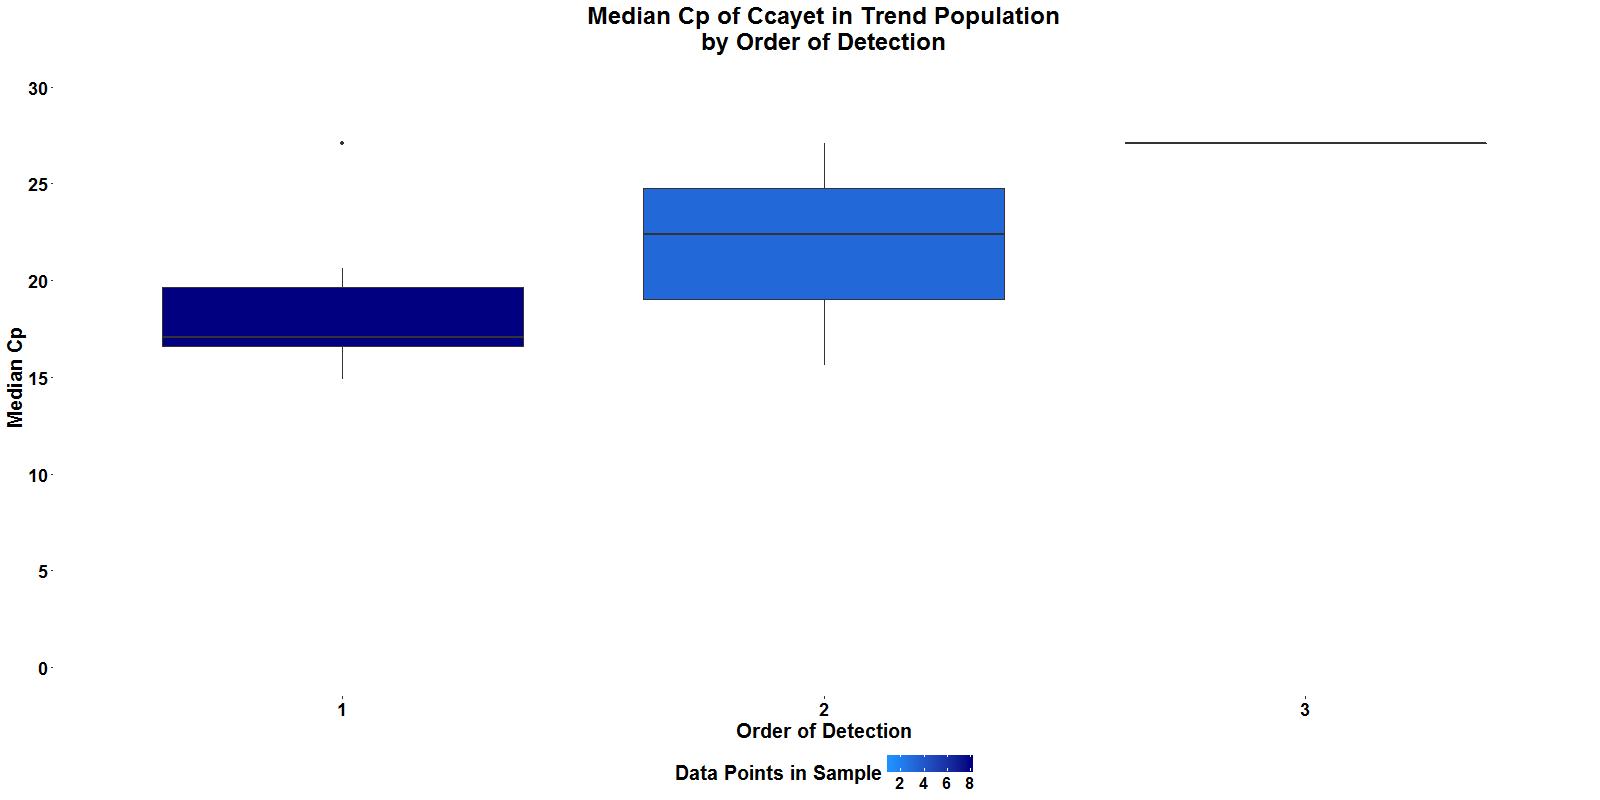 Median Cp of Ccayet in Trend Population
by Order of Detection
30
25
20
15
10
5
0
Median Cp
1 2 3
Order of Detection
Data Points in Sample
2 4 6 8